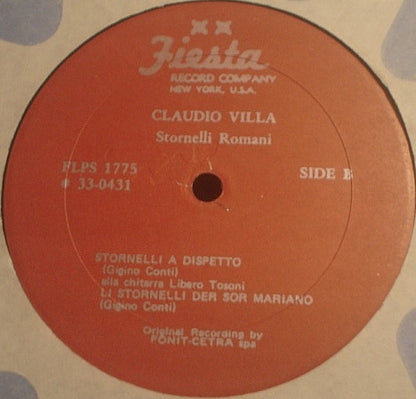 XX
Fiesta
RECORD COMPANY
NEW YORK, U.S.A.
CLAUDIO VILLA
Stornelli Romani
FLPS 1775
# 33-0431
SIDE B
STORNELLI A DISPETTO
(Gigino Conti)
alla chitarra Libero Tosoni
LI STORNELLI DER SOR MARIANO
(Gigino Conti)
Original Recording by
FONIT-CETRA spa